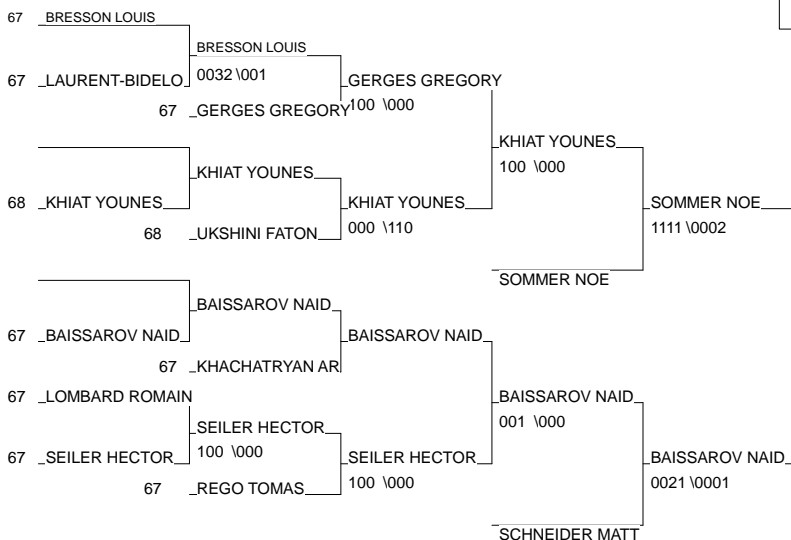 67 BRESSON LOUIS
BRESSON LOUIS
67 LAURENT-BIDELO 0032 \001 GERGES GREGORY
67 GERGES GREGORY 100 \000
KHIAT YOUNES
100 \000
KHIAT YOUNES
68 KHIAT YOUNES KHIAT YOUNES SOMMER NOE
68 UKSHINI FATON 000 \110 1111 \0002
SOMMER NOE
BAISSAROV NAID
67 BAISSAROV NAID BAISSAROV NAID
67 KHACHATRYAN AR
67 LOMBARD ROMAIN BAISSAROV NAID
001 \000
SEILER HECTOR
100 \000
67 SEILER HECTOR SEILER HECTOR BAISSAROV NAID
67 REGO TOMAS 100 \000 0021 \0001
SCHNEIDER MATT